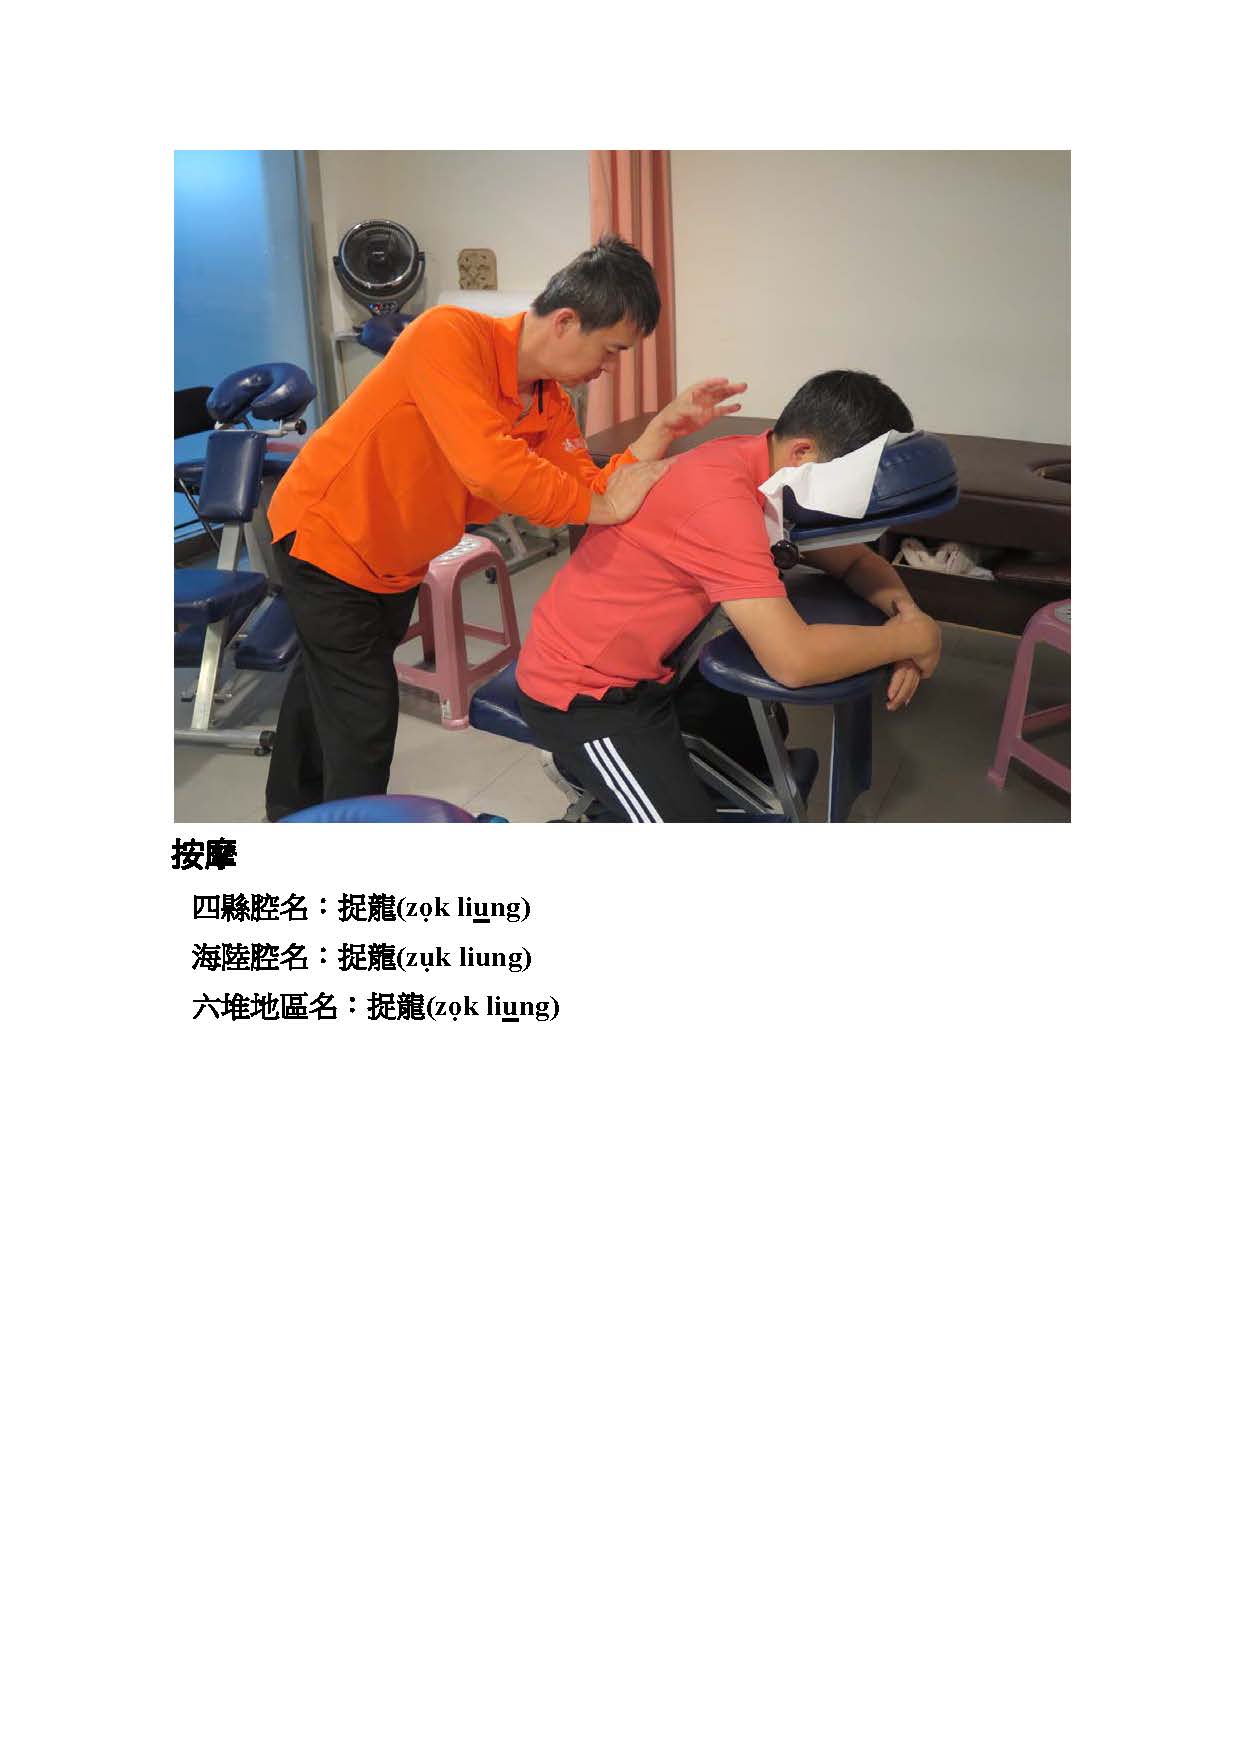 按摩
四縣腔名：捉龍(zọk liu̲ng)
海陸腔名：捉龍(zụk liung)
六堆地區名：捉龍(zọk liu̲ng)